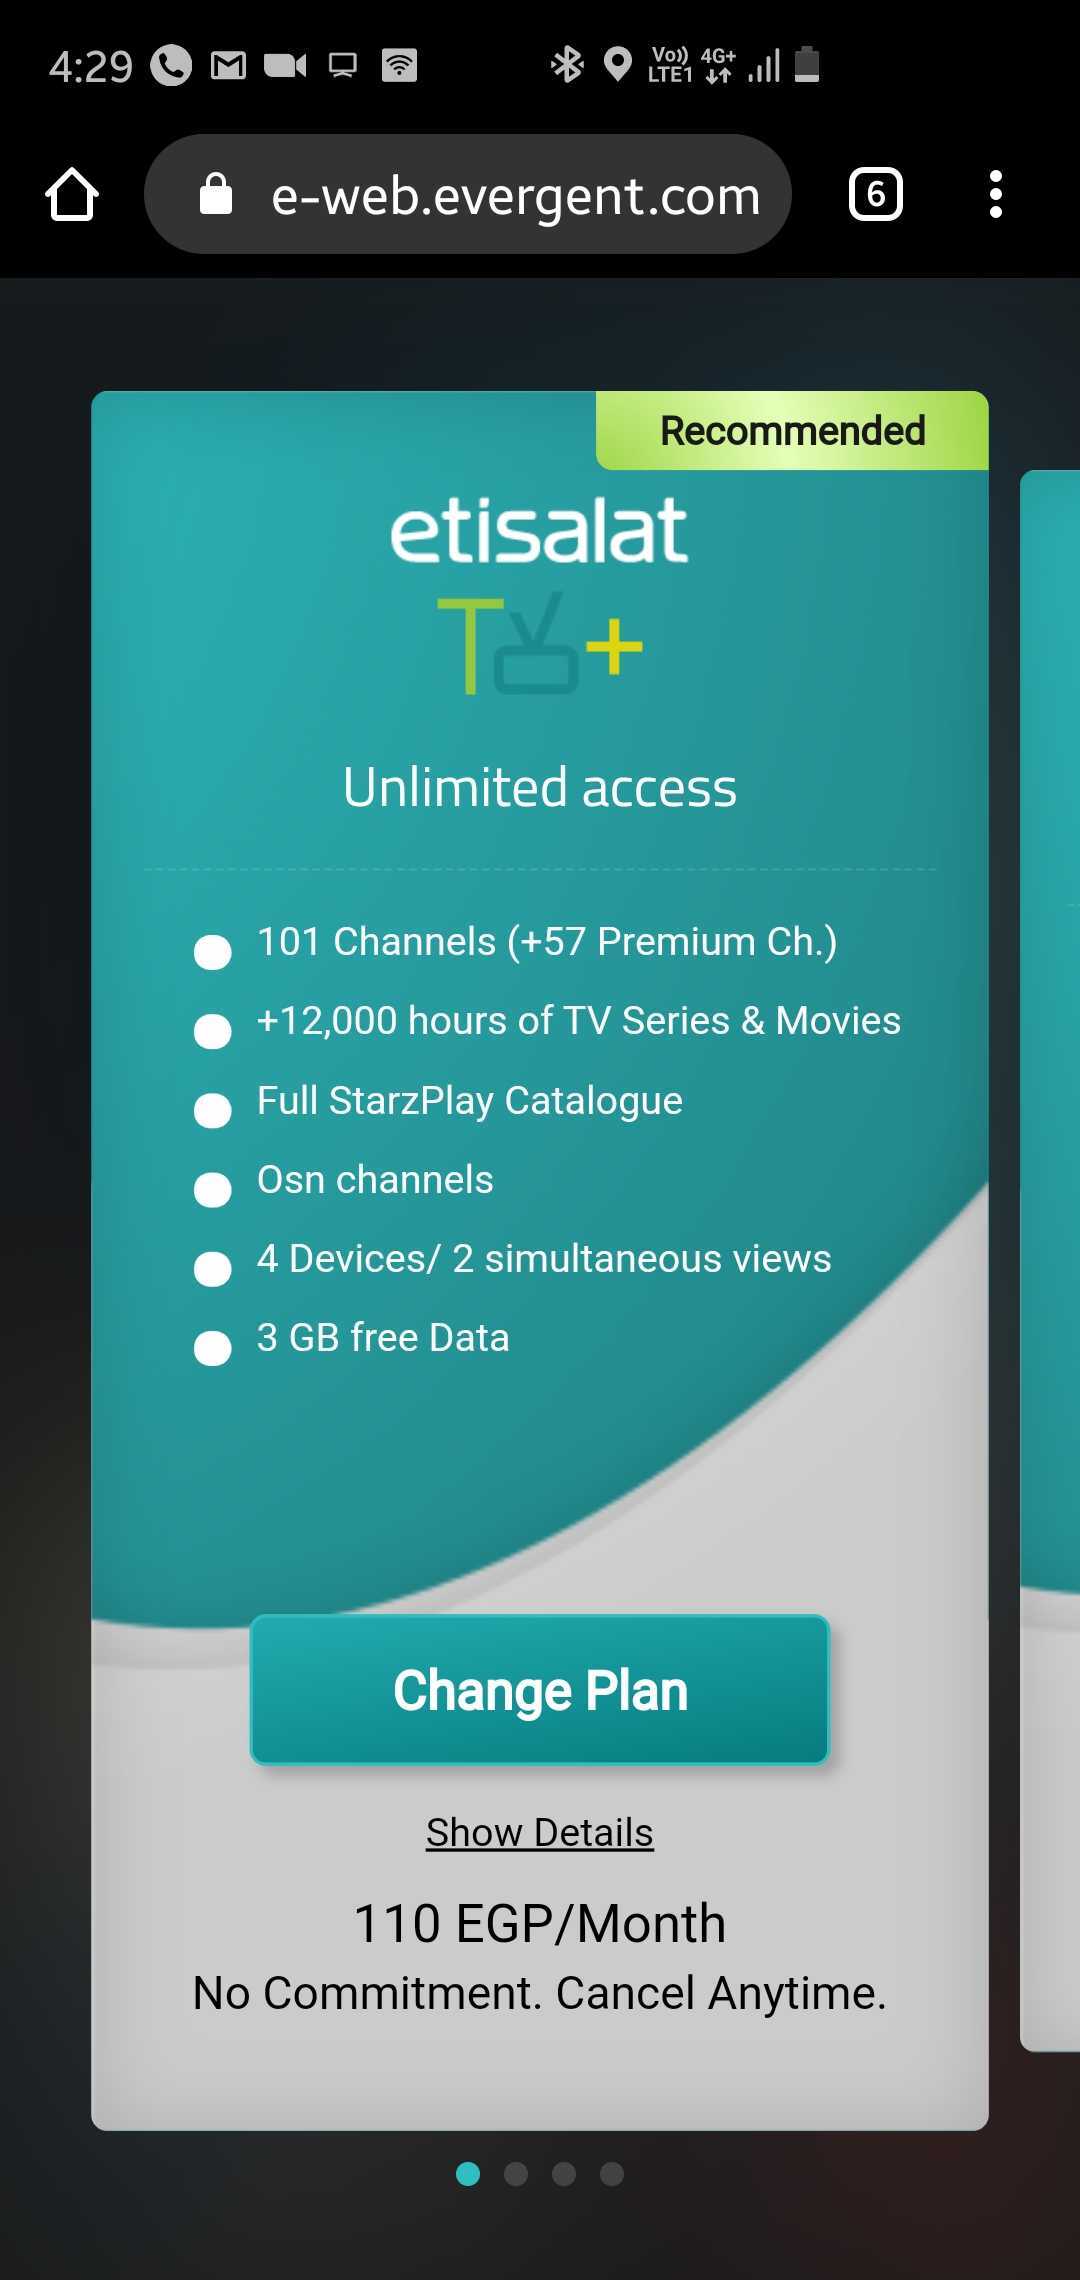 4:29
Vo)) 4G+
LTE1
e-web.evergent.com
6
Recommended
etisalat
TV+
Unlimited access
101 Channels (+57 Premium Ch.)
+12,000 hours of TV Series & Movies
Full StarzPlay Catalogue
Osn channels
4 Devices/ 2 simultaneous views
3 GB free Data
Change Plan
Show Details
110 EGP/Month
No Commitment. Cancel Anytime.